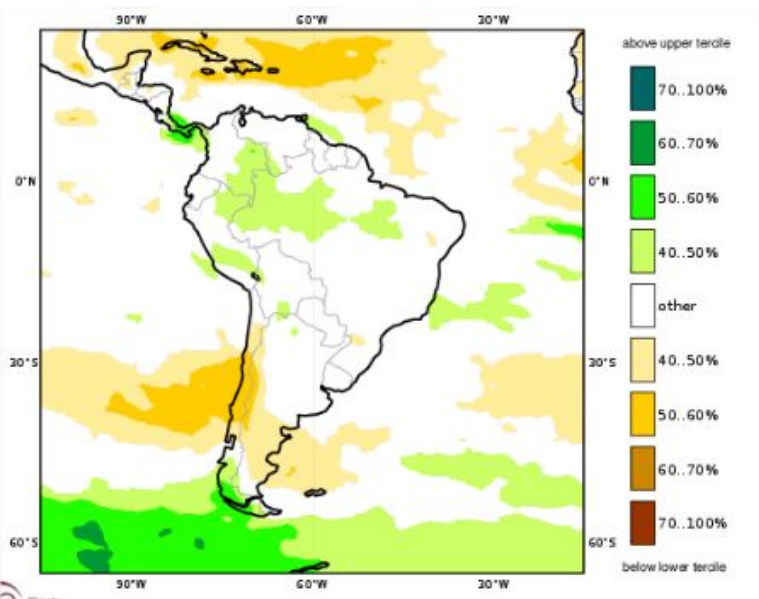 90°W 60°W 30°W
above upper tercile
70..100%
60..70%
0°N 0°N
50..60%
40..50%
other
30°S 30°S
40..50%
50..60%
60..70%
70..100%
60°S 60°S
below lower tercile
90°W 60°W 30°W